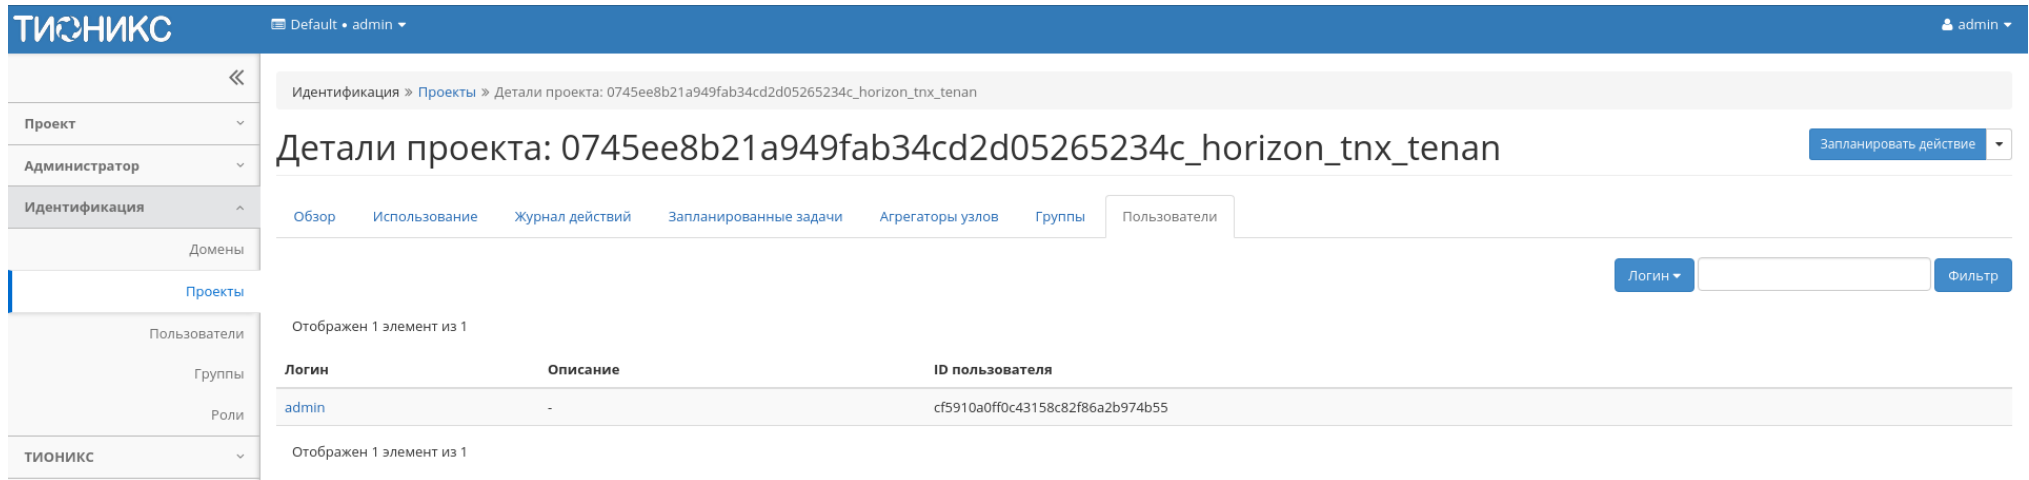 ТИОНИКС
Default • admin
admin
Идентификация » Проекты » Детали проекта: 0745ee8b21a949fab34cd2d05265234c_horizon_tnx_tenan
Проект
Администратор
Идентификация
Домены
Проекты
Пользователи
Группы
Роли
ТИОНИКС
Детали проекта: 0745ee8b21a949fab34cd2d05265234c_horizon_tnx_tenan
Запланировать действие
Обзор Использование Журнал действий Запланированные задачи Агрегаторы узлов Группы Пользователи
Логин Фильтр
Отображен 1 элемент из 1
Логин Описание ID пользователя
admin - cf5910a0ff0c43158c82f86a2b974b55
Отображен 1 элемент из 1